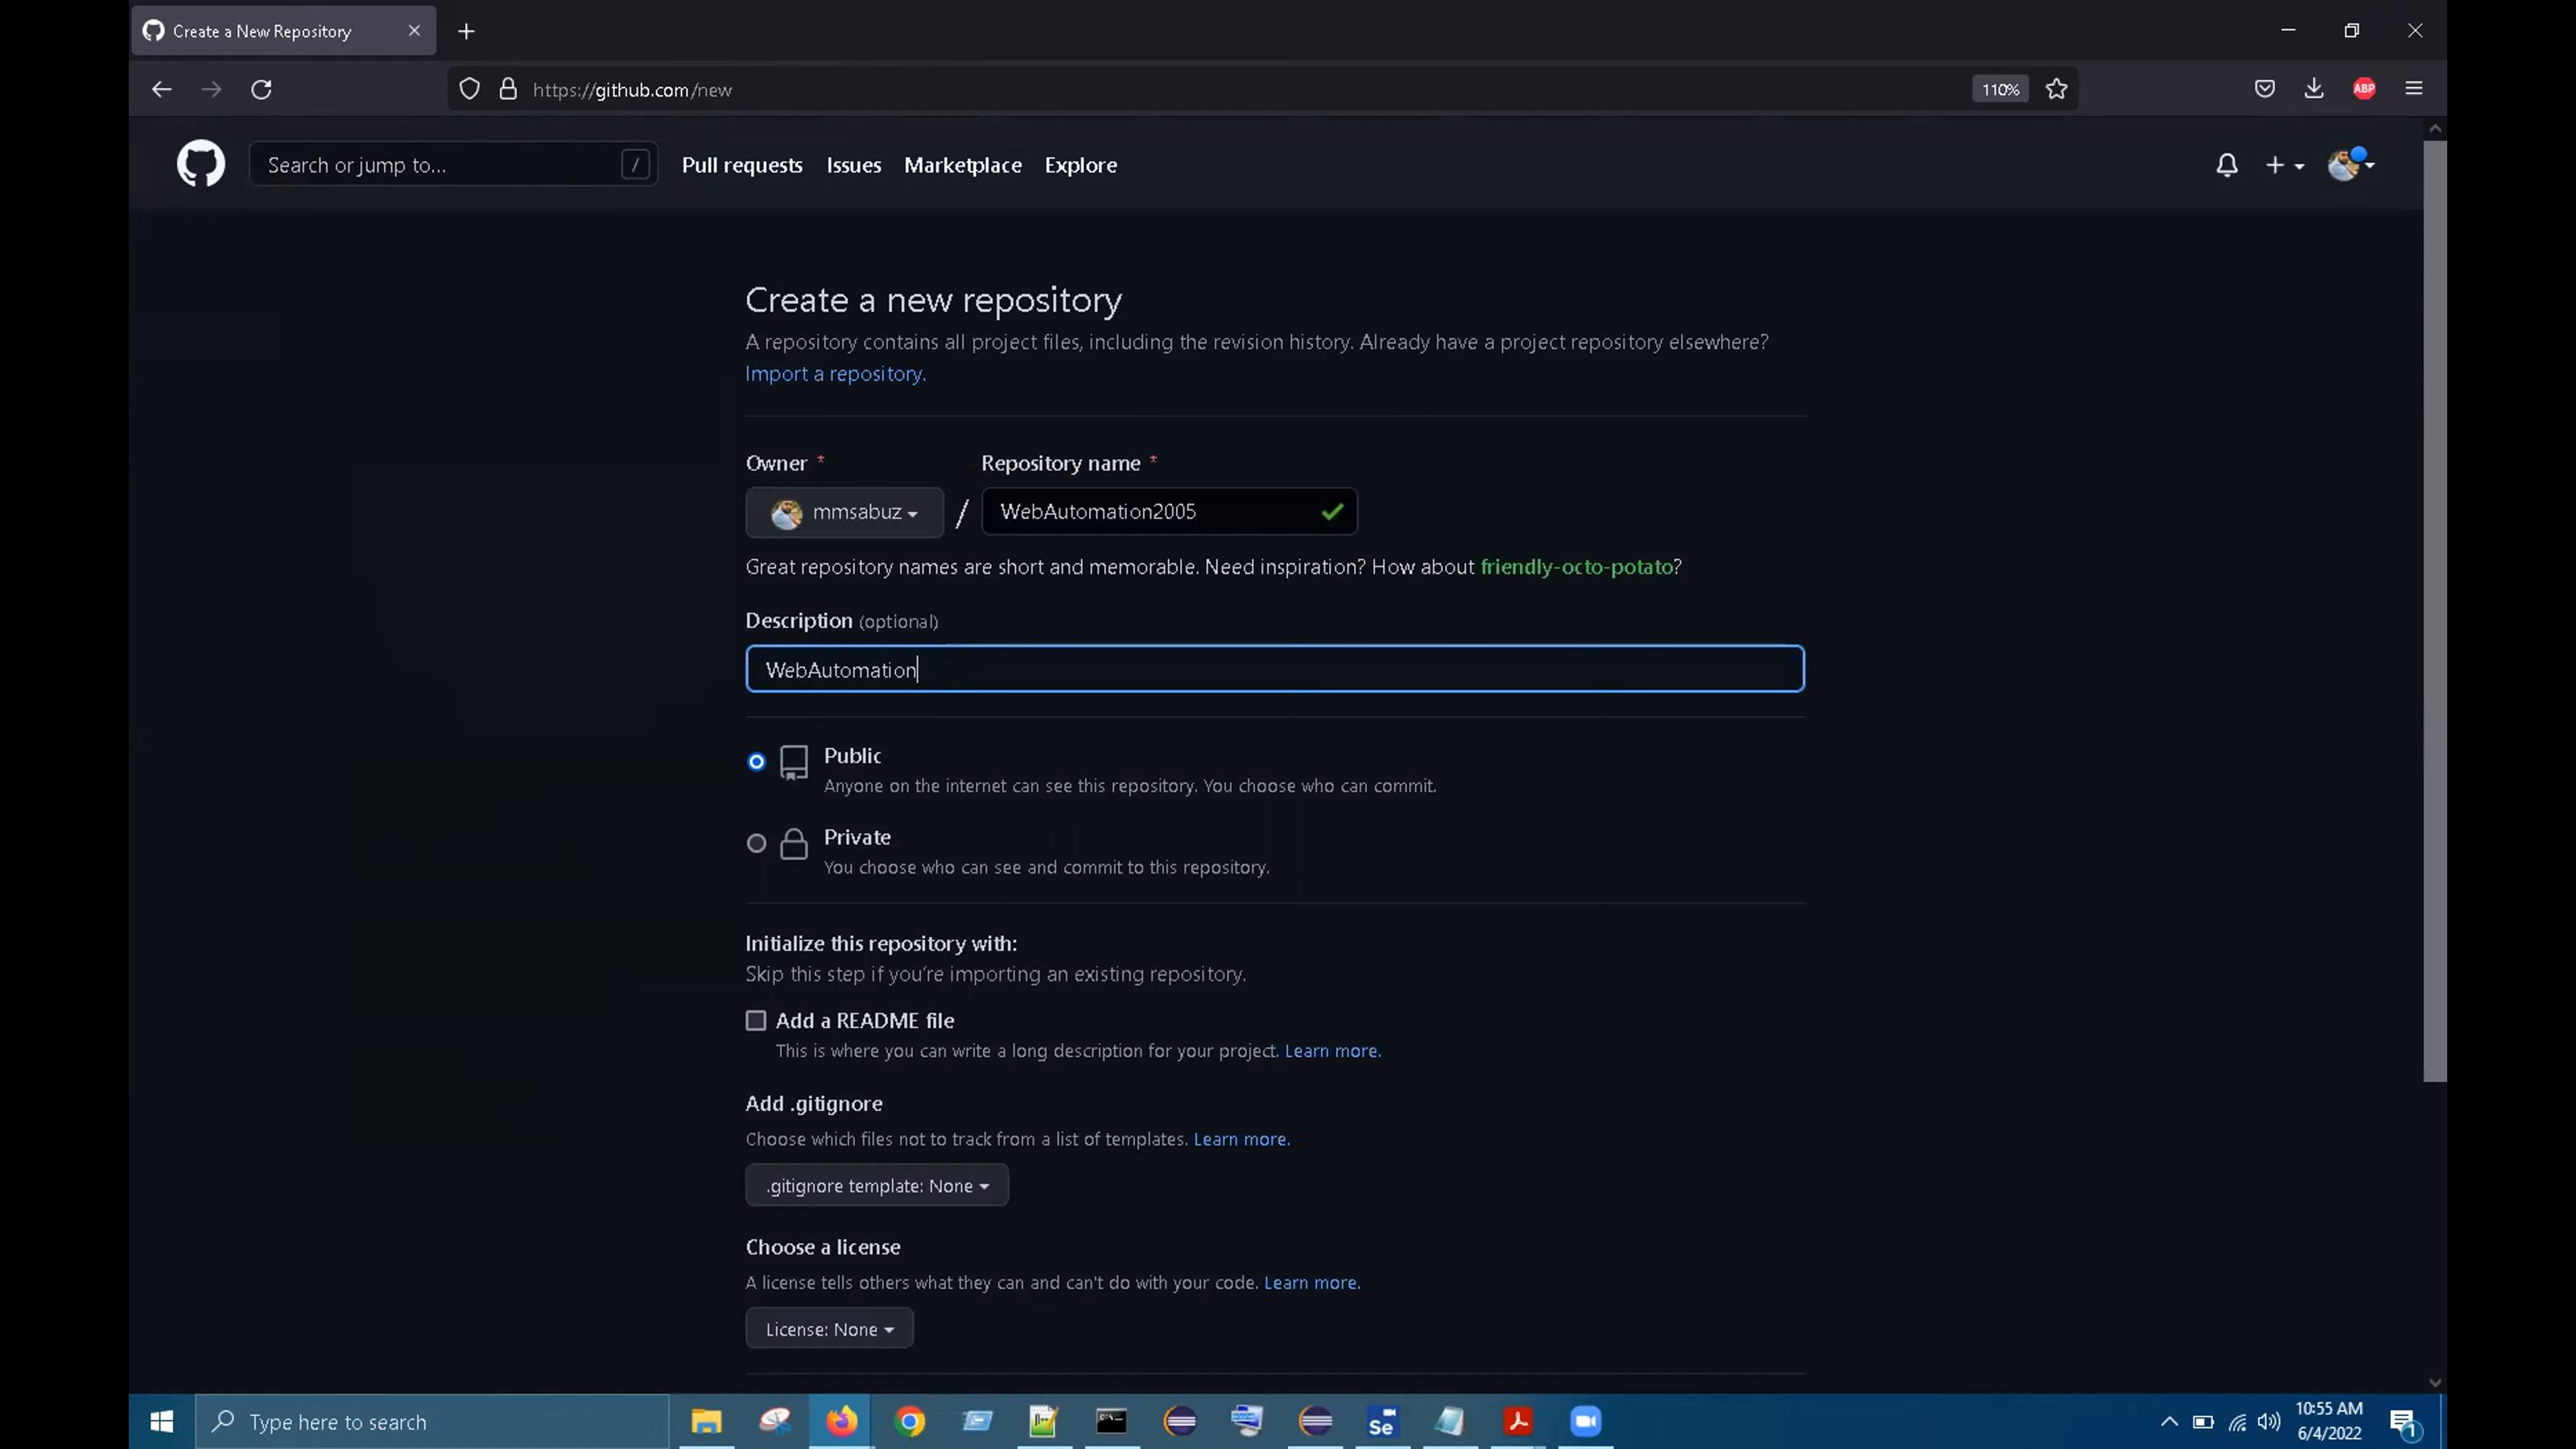 Create a New Repository
https://github.com/new
110%
ABP
Search or jump to...
/
Pull requests
Issues
Marketplace
Explore
Create a new repository
A repository contains all project files, including the revision history. Already have a project repository elsewhere?
Import a repository.
Owner *
Repository name *
mmsabuz
/
WebAutomation2005
Great repository names are short and memorable. Need inspiration? How about friendly-octo-potato?
Description (optional)
WebAutomation
Public
Anyone on the internet can see this repository. You choose who can commit.
Private
You choose who can see and commit to this repository.
Initialize this repository with:
Skip this step if you're importing an existing repository.
Add a README file
This is where you can write a long description for your project. Learn more.
Add .gitignore
Choose which files not to track from a list of templates. Learn more.
.gitignore template: None
Choose a license
A license tells others what they can and can't do with your code. Learn more.
License: None
Type here to search
Se
10:55 AM
6/4/2022
1